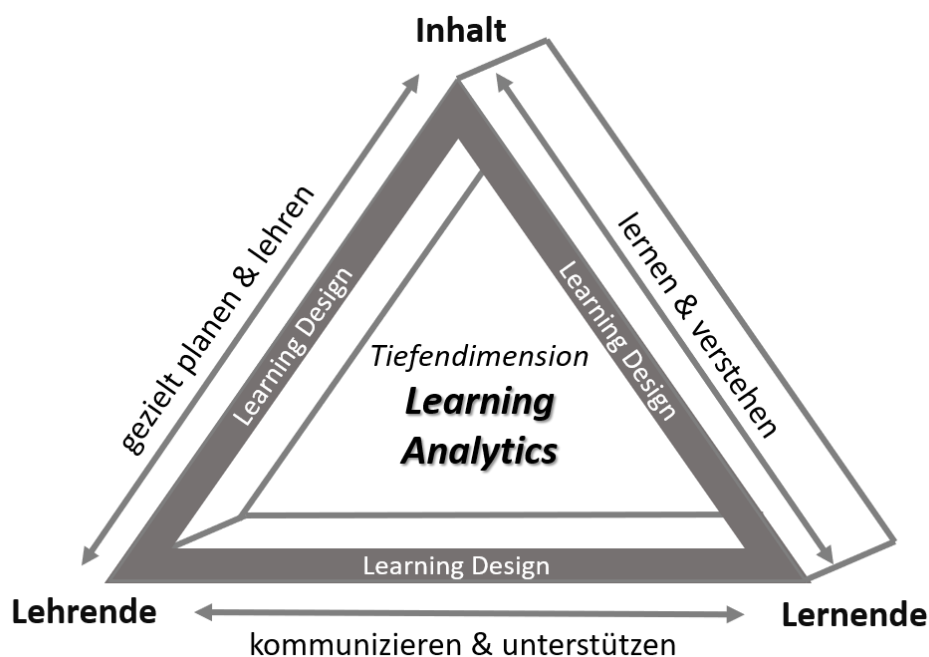 Inhalt
gezielt planen & lehren
Learning Design
Learning Design
lernen & verstehen
Tiefendimension
Learning
Analytics
Learning Design
Lehrende
Lernende
kommunizieren & unterstützen